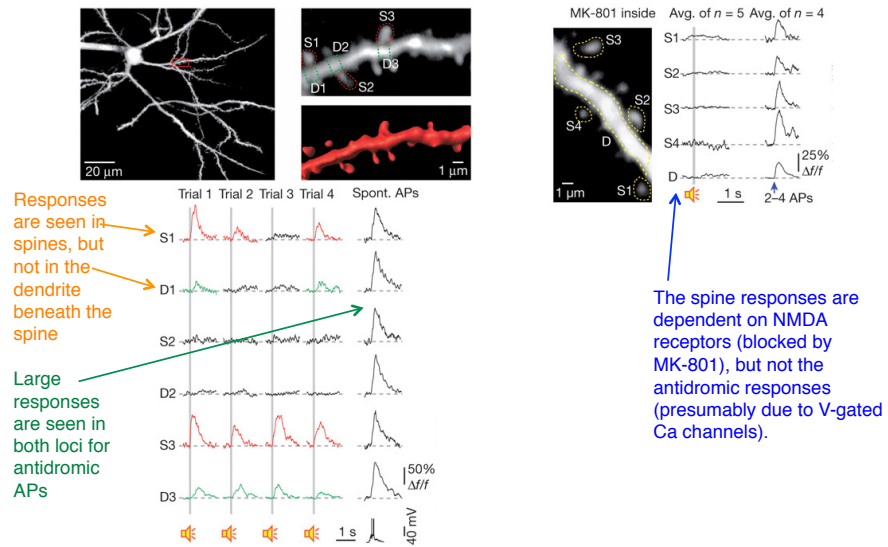 S1
D2
S3
D1
S2
D3
20 μm
1 μm
MK-801 inside
S3
S4
S2
D
S1
1 μm
Avg. of n = 5
Avg. of n = 4
S1
S2
S3
S4
D
25%
Δf/f
1 s
2–4 APs
Responses
are seen in
spines, but
not in the
dendrite
beneath the
spine
Large
responses
are seen in
both loci for
antidromic
APs
Trial 1
Trial 2
Trial 3
Trial 4
Spont. APs
S1
D1
S2
D2
S3
D3
50%
Δf/f
1 s
40 mV
The spine responses are
dependent on NMDA
receptors (blocked by
MK-801), but not the
antidromic responses
(presumably due to V-gated
Ca channels).